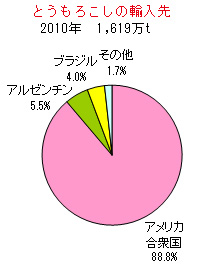 とうもろこしの輸入先
2010年　1,619万t
その他
1.7%
ブラジル
4.0%
アルゼンチン
5.5%
アメリカ
合衆国
88.8%